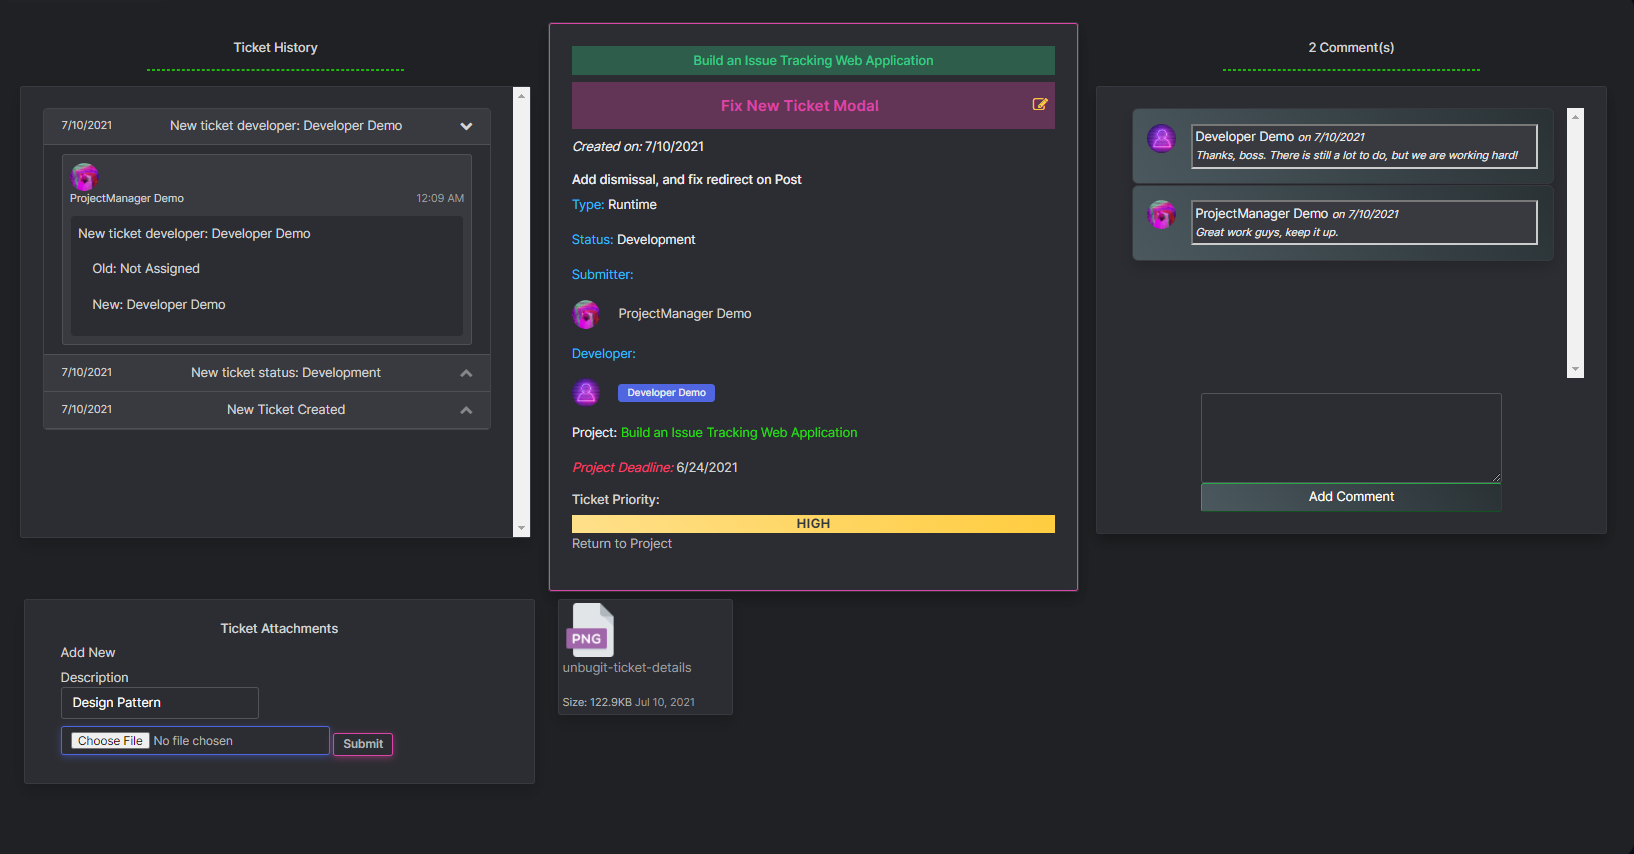 Ticket History
7/10/2021 New ticket developer: Developer Demo
ProjectManager Demo 12:09 AM
New ticket developer: Developer Demo
Old: Not Assigned
New: Developer Demo
7/10/2021 New ticket status: Development
7/10/2021 New Ticket Created
Build an Issue Tracking Web Application
Fix New Ticket Modal
Created on: 7/10/2021
Add dismissal, and fix redirect on Post
Type: Runtime
Status: Development
Submitter:
ProjectManager Demo
Developer:
Developer Demo
Project: Build an Issue Tracking Web Application
Project Deadline: 6/24/2021
Ticket Priority:
HIGH
Return to Project
2 Comment(s)
Developer Demo on 7/10/2021
Thanks, boss. There is still a lot to do, but we are working hard!
ProjectManager Demo on 7/10/2021
Great work guys, keep it up.
Add Comment
Ticket Attachments
Add New
Description
Design Pattern
Choose File No file chosen Submit
PNG
unbugit-ticket-details
Size: 122.9KB Jul 10, 2021